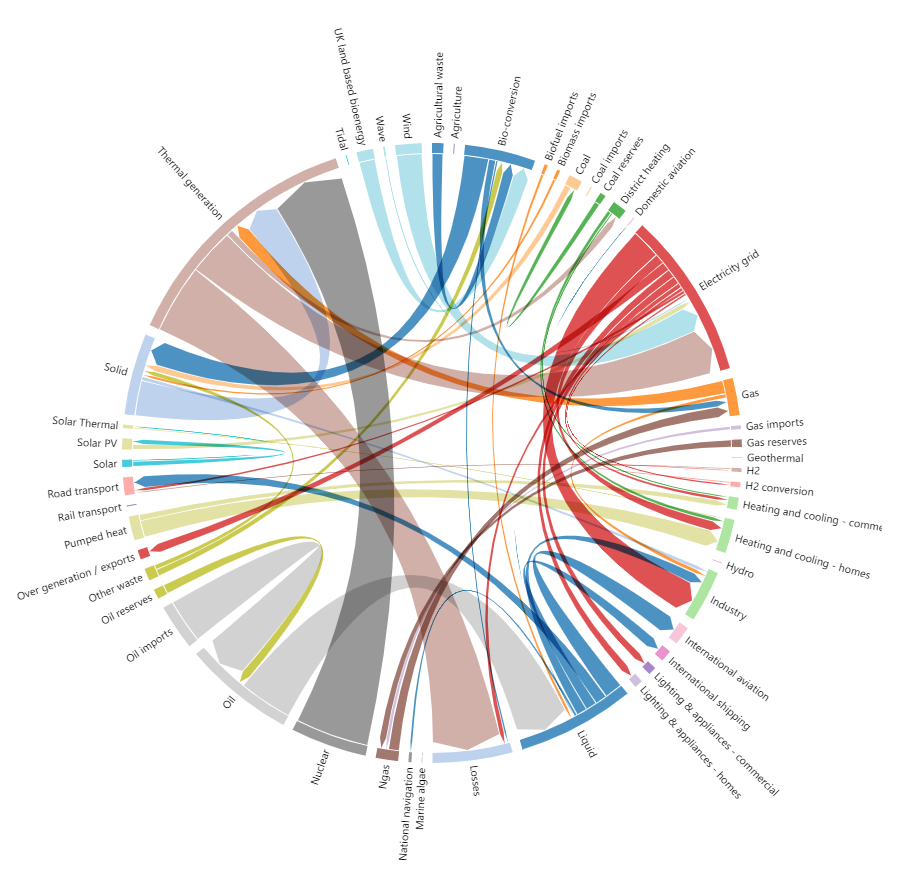 Tidal
UK land based bioenergy
Wave
Wind
Agricultural waste
Agriculture
Bio-conversion
Biofuel imports
Biomass imports
Coal
Coal imports
Coal reserves
District heating
Domestic aviation
Electricity grid
Gas
Gas imports
Gas reserves
Geothermal
H2
H2 conversion
Heating and cooling - comme
Heating and cooling - homes
Hydro
Industry
International aviation
International shipping
Lighting & appliances - commercial
Lighting & appliances - homes
Liquid
Losses
Marine algae
National navigation
Ngas
Nuclear
Oil
Oil imports
Oil reserves
Other waste
Over generation / exports
Pumped heat
Rail transport
Road transport
Solar
Solar PV
Solar Thermal
Solid
Thermal generation